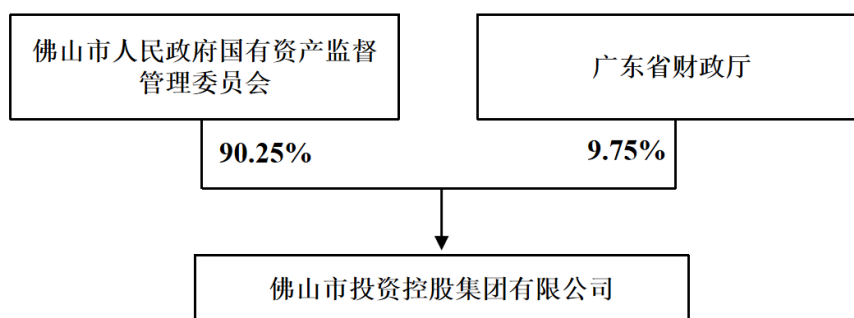 佛山市人民政府国有资产监督
管理委员会
广东省财政厅
90.25%
9.75%
佛山市投资控股集团有限公司